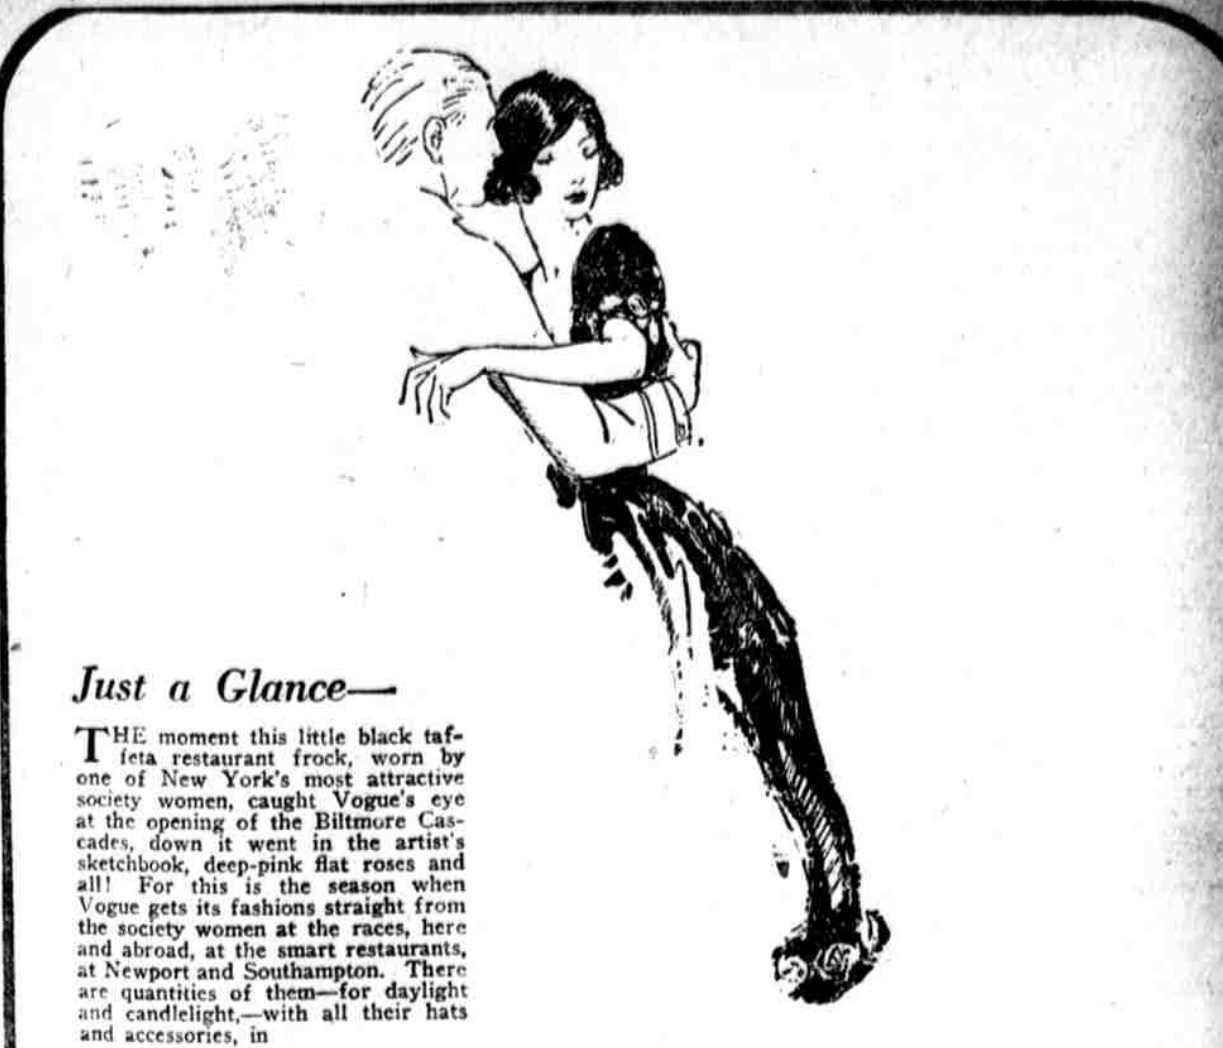 Just a Glance—
THE moment this little black taf-
feta restaurant frock, worn by
one of New York's most attractive
society women, caught Vogue's eye
at the opening of the Biltmore Cas-
cades, down it went in the artist's
sketchbook, deep-pink flat roses and
all! For this is the season when
Vogue gets its fashions straight from
the society women at the races, here
and abroad, at the smart restaurants,
at Newport and Southampton. There
are quantities of them—for daylight
and candlelight,—with all their hats
and accessories, in